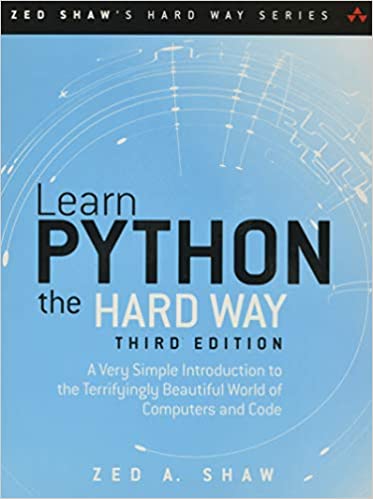 ZED SHAW'S HARD WAY SERIES
Learn
PYTHON
the HARD WAY
THIRD EDITION
A Very Simple Introduction to
the Terrifyingly Beautiful World of
Computers and Code
ZED A. SHAW